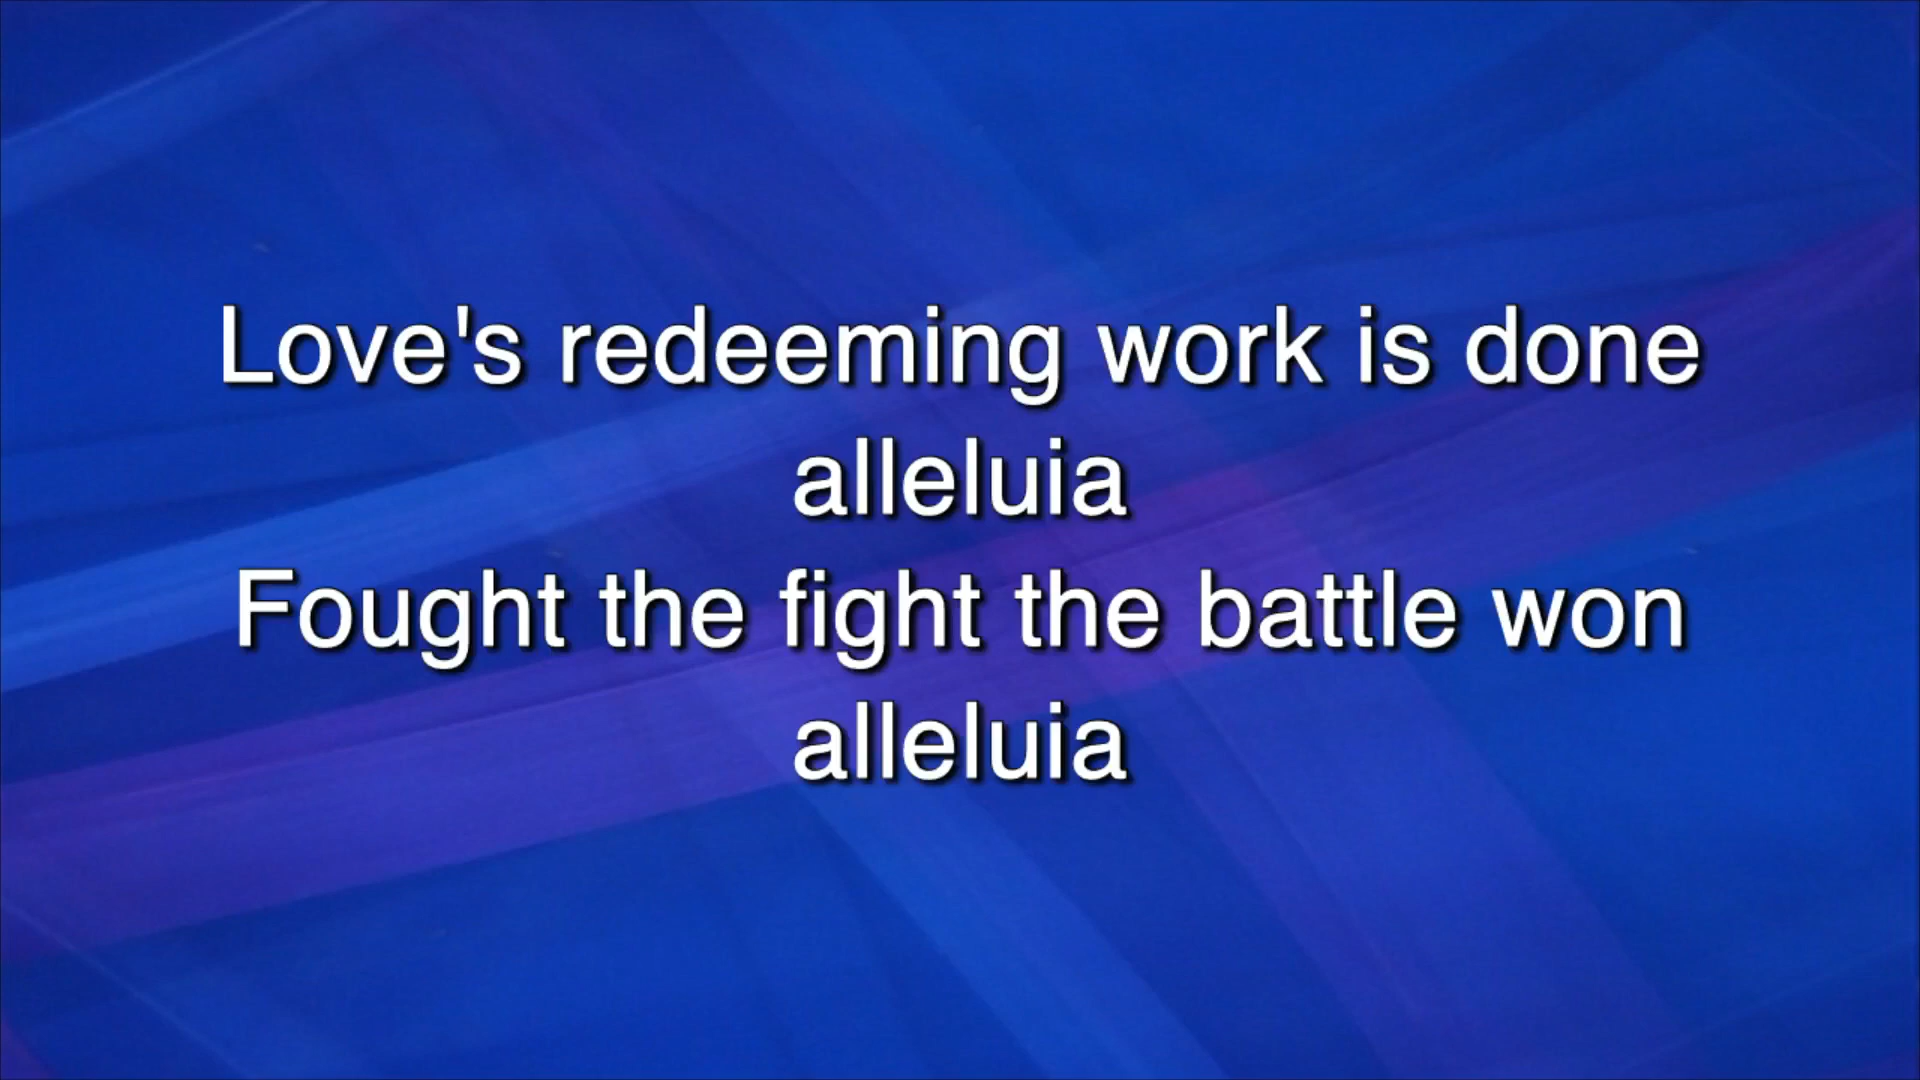 Love's redeeming work is done
alleluia
Fought the fight the battle won
alleluia